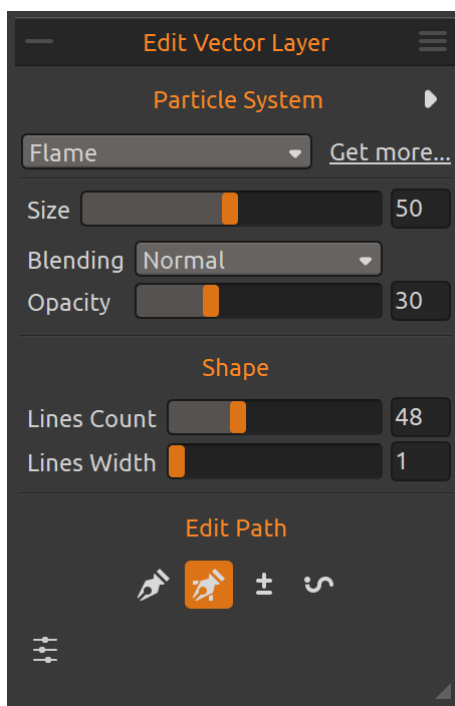 Edit Vector Layer
Particle System
Flame Get more...
Size 50
Blending Normal
Opacity 30
Shape
Lines Count 48
Lines Width 1
Edit Path